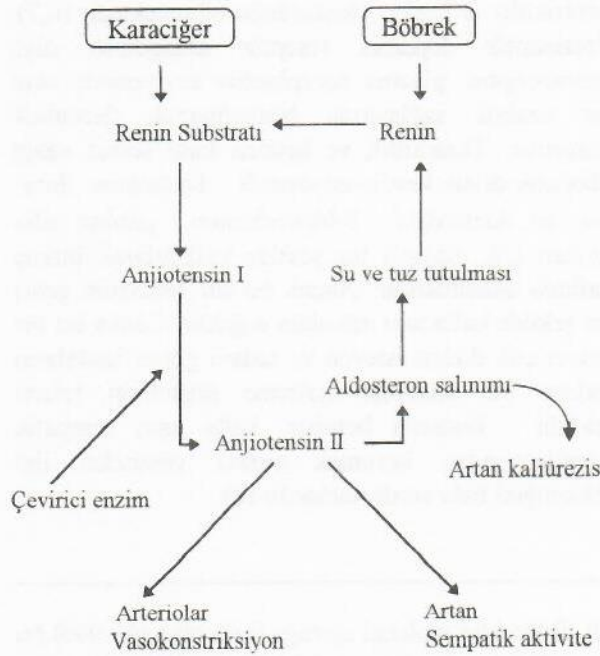 Karaciğer
Böbrek
Renin Substratı
Renin
Anjiotensin I
Su ve tuz tutulması
Aldosteron salınımı
Anjiotensin II
Artan kaliürezis
Çevirici enzim
Arteriolar
Vasokonstriksiyon
Artan
Sempatik aktivite